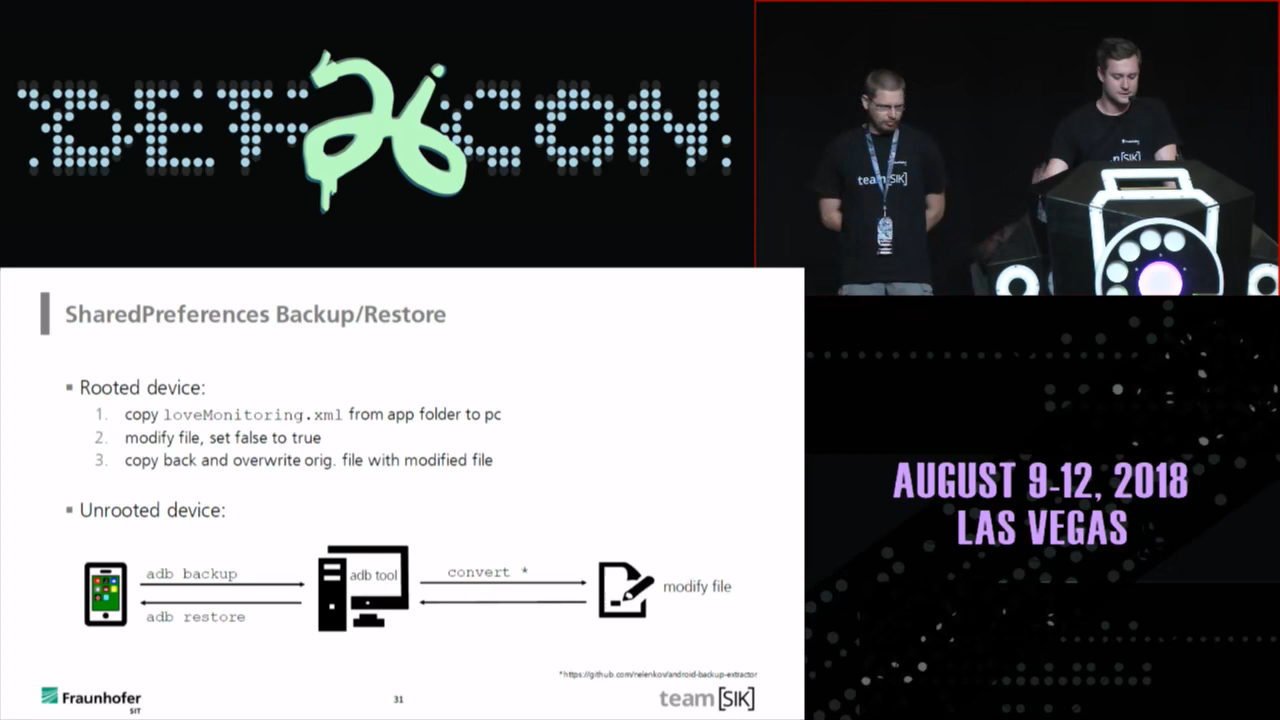 DEF 26 CON
team[SIK]
SharedPreferences Backup/Restore
Rooted device:
1. copy loveMonitoring.xml from app folder to pc
2. modify file, set false to true
3. copy back and overwrite orig. file with modified file
Unrooted device:
adb backup
adb restore
adb tool
convert *
modify file
*https://github.com/nelenkov/android-backup-extractor
Fraunhofer
SIT
31
team[SIK]
AUGUST 9-12, 2018
LAS VEGAS